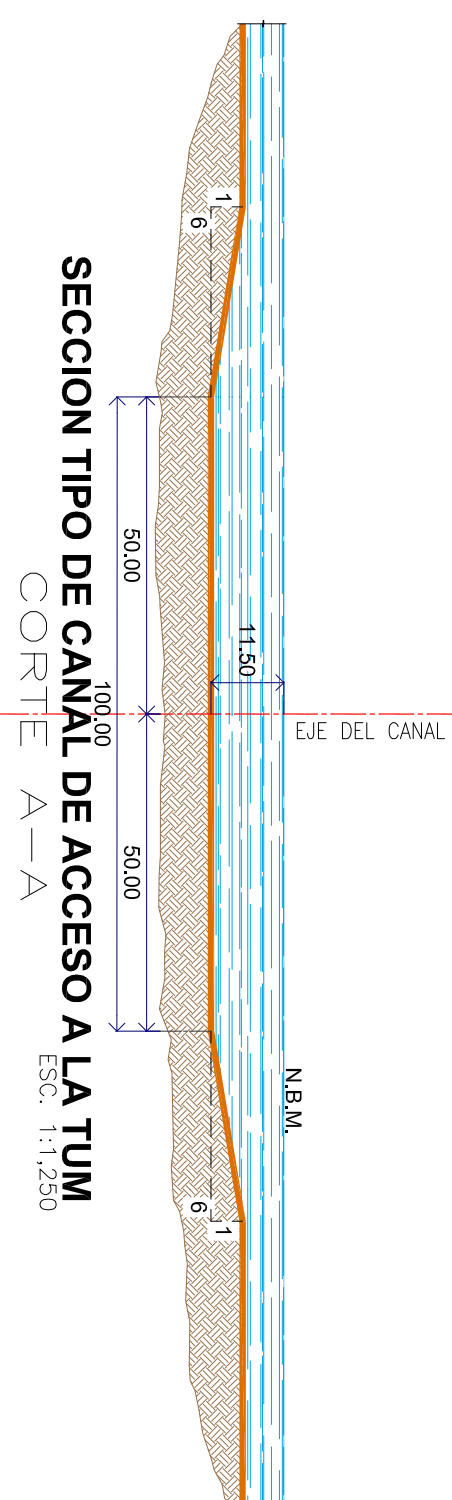 EJE DEL CANAL
N.B.M.
11.50
1
6
6
1
50.00
50.00
100.00
SECCION TIPO DE CANAL DE ACCESO A LA TUM
ESC. 1:1,250
CORTE A-A